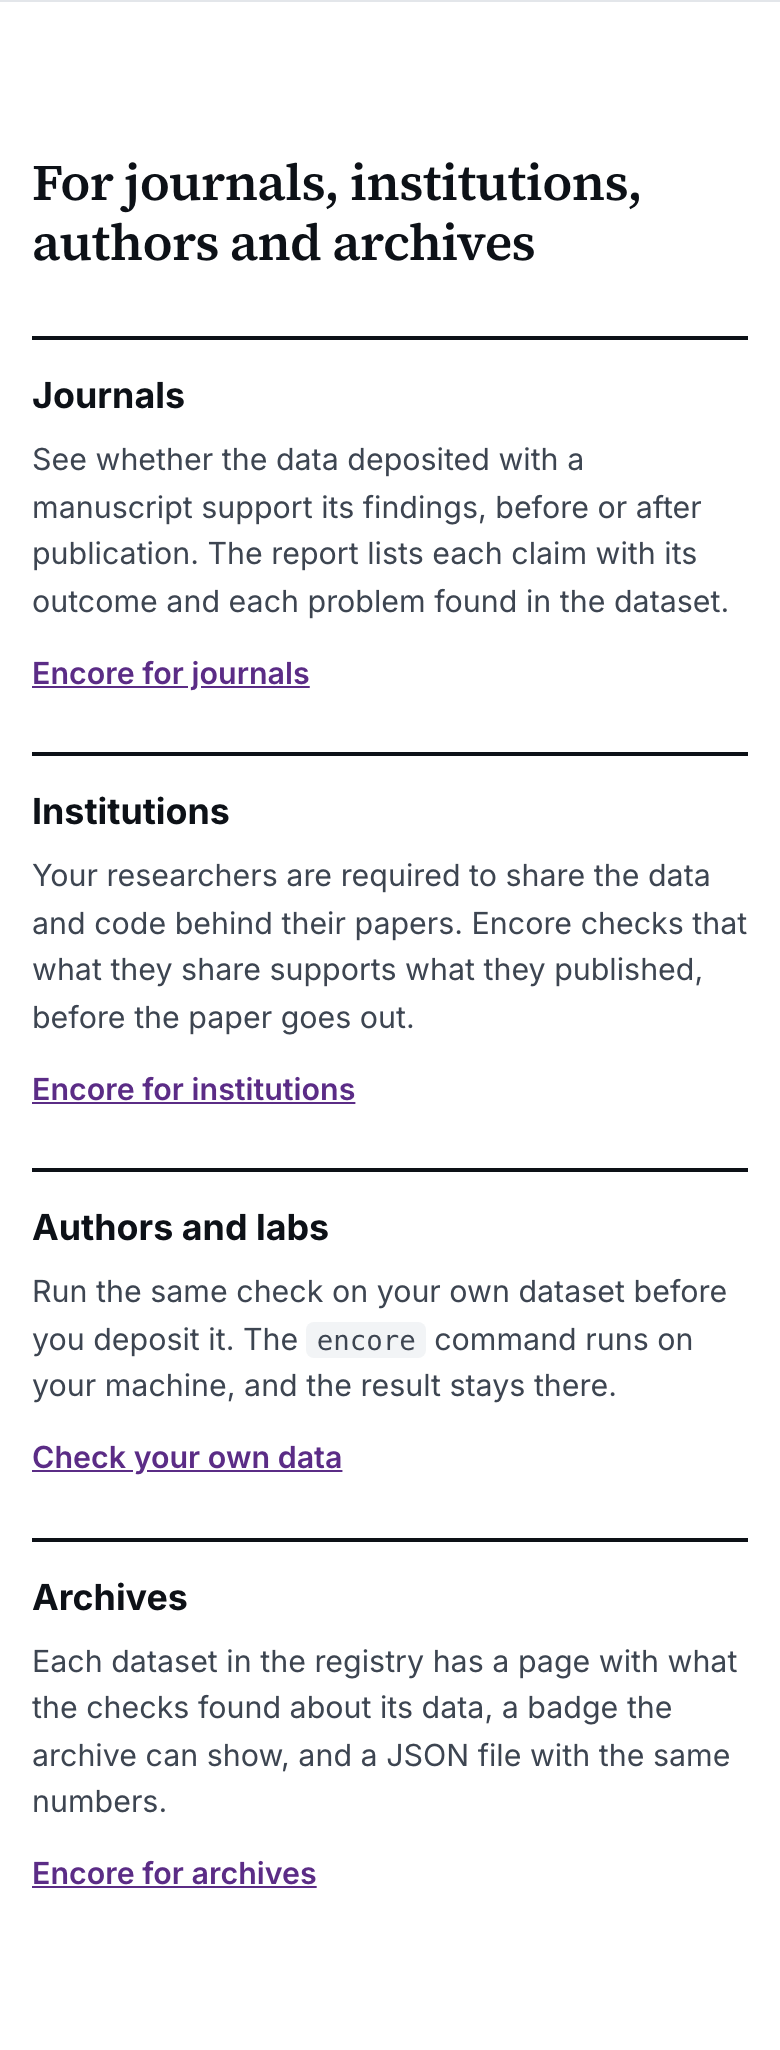 For journals, institutions,
authors and archives
Journals
See whether the data deposited with a
manuscript support its findings, before or after
publication. The report lists each claim with its
outcome and each problem found in the dataset.
Encore for journals
Institutions
Your researchers are required to share the data
and code behind their papers. Encore checks that
what they share supports what they published,
before the paper goes out.
Encore for institutions
Authors and labs
Run the same check on your own dataset before
you deposit it. The encore command runs on
your machine, and the result stays there.
Check your own data
Archives
Each dataset in the registry has a page with what
the checks found about its data, a badge the
archive can show, and a JSON file with the same
numbers.
Encore for archives